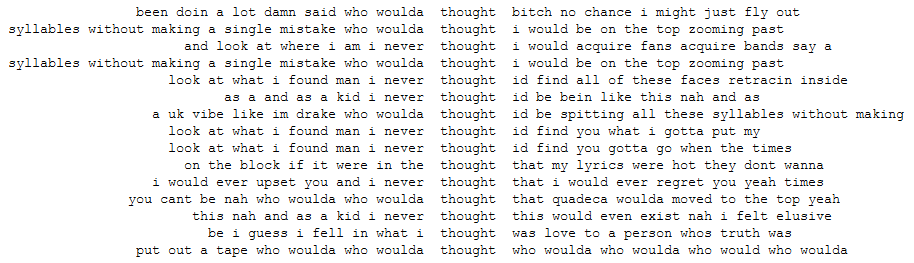 been doin a lot damn said who woulda thought bitch no chance i might just fly out
syllables without making a single mistake who woulda thought i would be on the top zooming past
and look at where i am i never thought i would acquire fans acquire bands say a
syllables without making a single mistake who woulda thought i would be on the top zooming past
look at what i found man i never thought id find all of these faces retracin inside
as a and as a kid i never thought id be bein like this nah and as
a uk vibe like im drake who woulda thought id be spitting all these syllables without making
look at what i found man i never thought id find you what i gotta put my
look at what i found man i never thought id find you gotta go when the times
on the block if it were in the thought that my lyrics were hot they dont wanna
i would ever upset you and i never thought that i would ever regret you yeah times
you cant be nah who woulda who woulda thought that quadeca woulda moved to the top yeah
this nah and as a kid i never thought this would even exist nah i felt elusive
be i guess i fell in what i thought was love to a person whos truth was
put out a tape who woulda who woulda thought who woulda who woulda who would who woulda